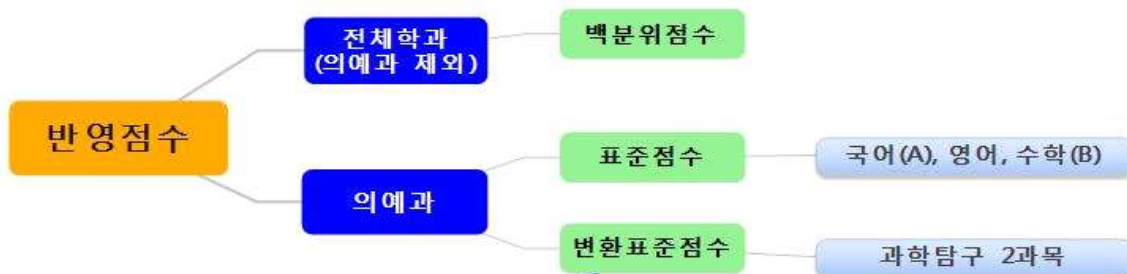 전체학과
(의예과 제외)
백분위점수
반영점수
표준점수
국어(A), 영어, 수학(B)
의예과
변환표준점수
과학탐구 2과목